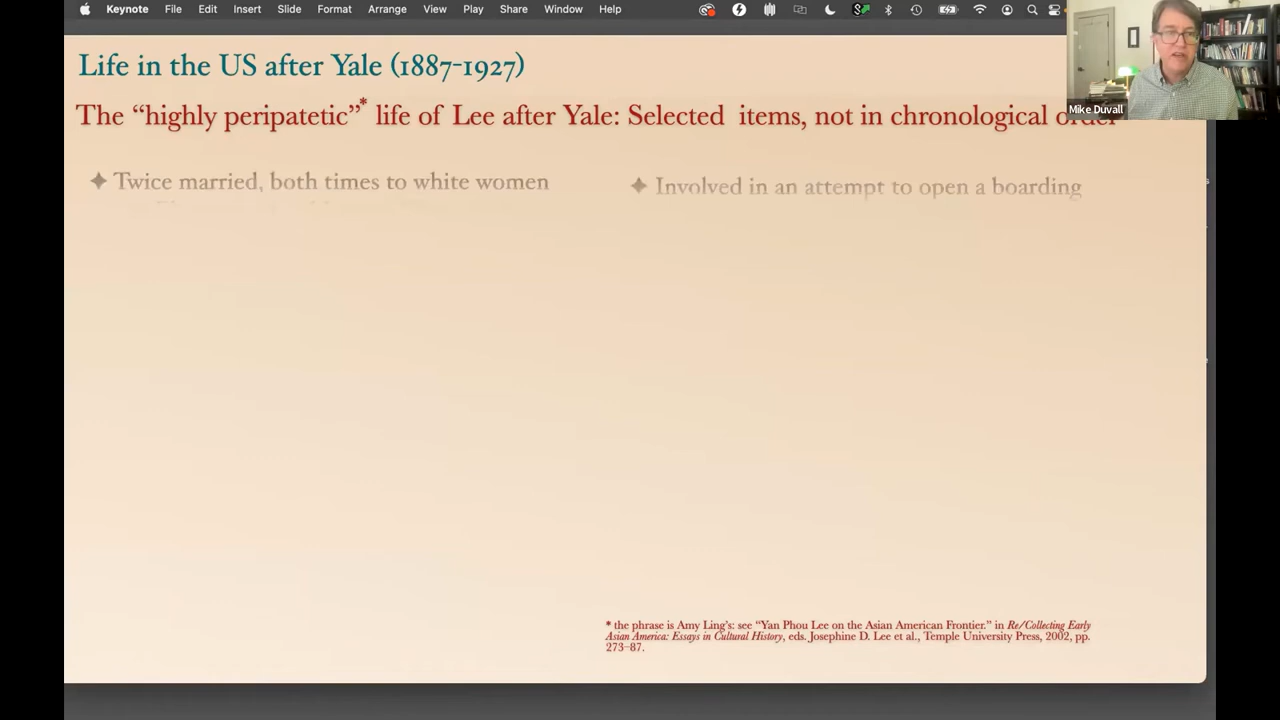 Keynote File Edit Insert Slide Format Arrange View Play Share Window Help
Life in the US after Yale (1887-1927)
The “highly peripatetic”* life of Lee after Yale: Selected items, not in chronological order
Mike Duvall
✦ Twice married, both times to white women
✦ Involved in an attempt to open a boarding
* the phrase is Amy Ling's: see “Yan Phou Lee on the Asian American Frontier.” in Re/Collecting Early
Asian America: Essays in Cultural History, eds. Josephine D. Lee et al., Temple University Press, 2002, pp.
273–87.